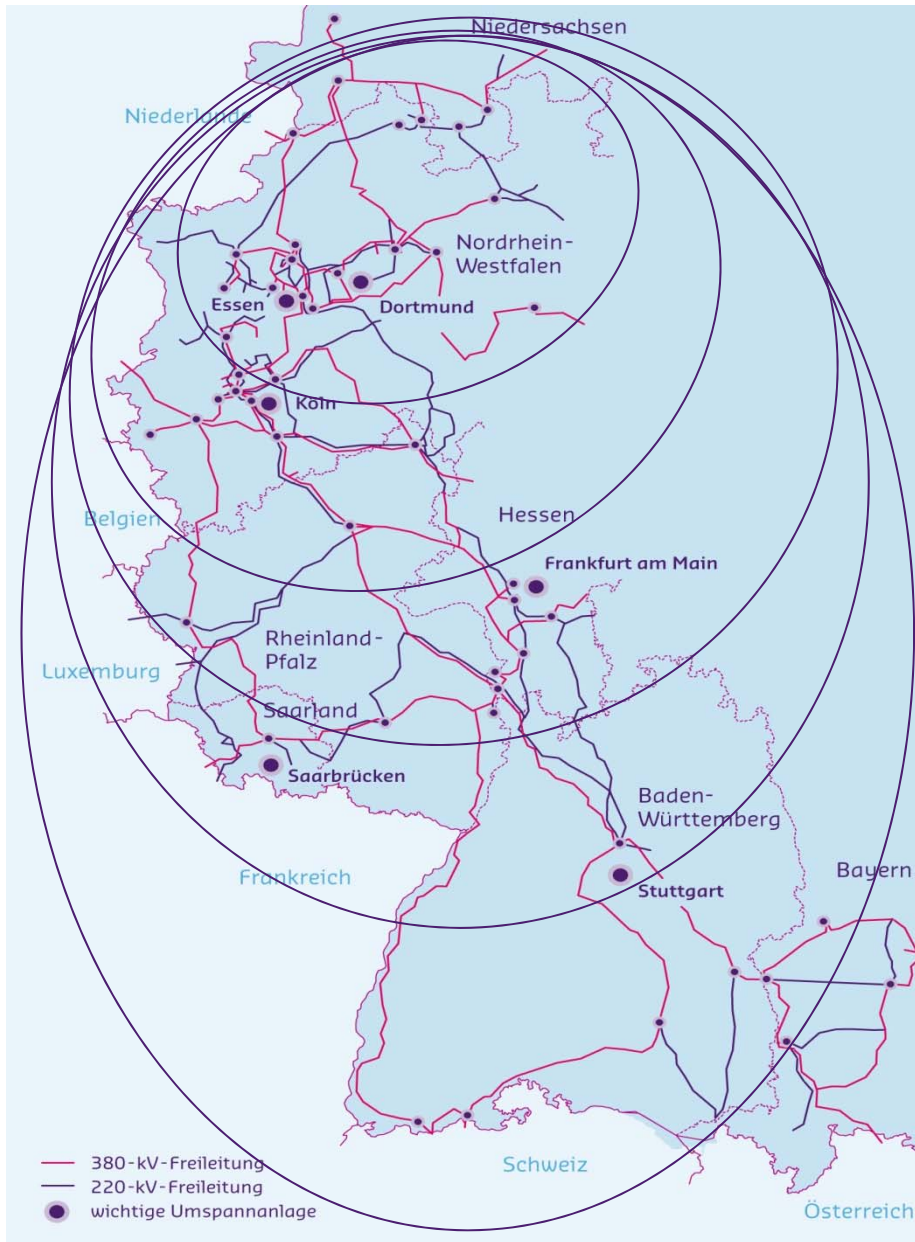 Niedersachsen
Niederlande
Nordrhein-
Westfalen
Essen
Dortmund
Köln
Belgien
Hessen
Frankfurt am Main
Rheinland-
Pfalz
Luxemburg
Saarland
Saarbrücken
Baden-
Württemberg
Frankreich
Stuttgart
Bayern
380-kV-Freileitung
220-kV-Freileitung
wichtige Umspannanlage
Schweiz
Österreich